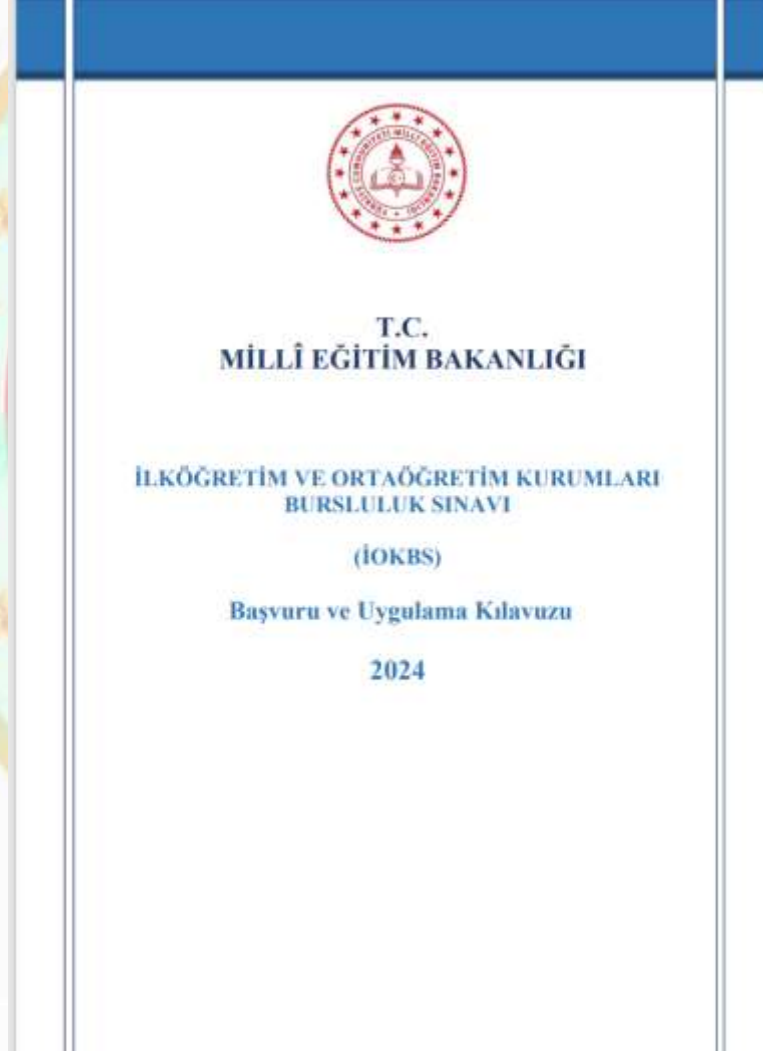 T.C.
MİLLÎ EĞİTİM BAKANLIĞI
İLKÖĞRETİM VE ORTAÖĞRETİM KURUMLARI
BURSLULUK SINAVI
(İOKBS)
Başvuru ve Uygulama Kılavuzu
2024